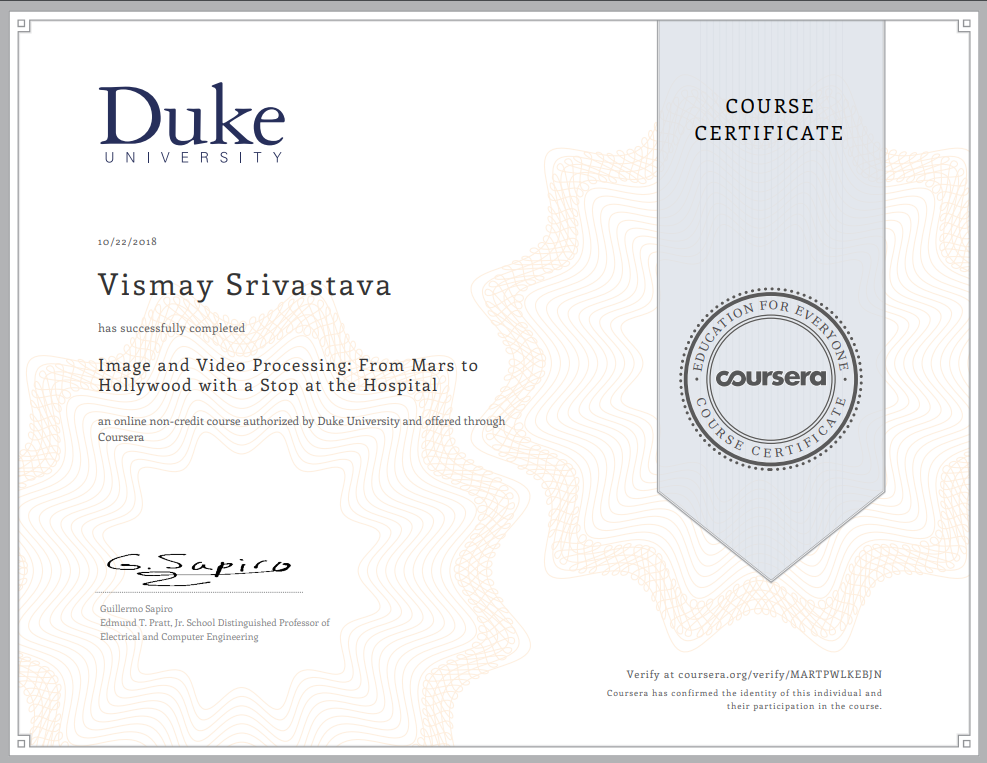 Duke
UNIVERSITY
COURSE
CERTIFICATE
10/22/2018
Vismay Srivastava
has successfully completed
Image and Video Processing: From Mars to
Hollywood with a Stop at the Hospital
an online non-credit course authorized by Duke University and offered through
Coursera
EDUCATION FOR EVERYONE
coursera
COURSE CERTIFICATE
G. Sapiro
Guillermo Sapiro
Edmund T. Pratt, Jr. School Distinguished Professor of
Electrical and Computer Engineering
Verify at coursera.org/verify/MARTPWLKEBJN
Coursera has confirmed the identity of this individual and
their participation in the course.